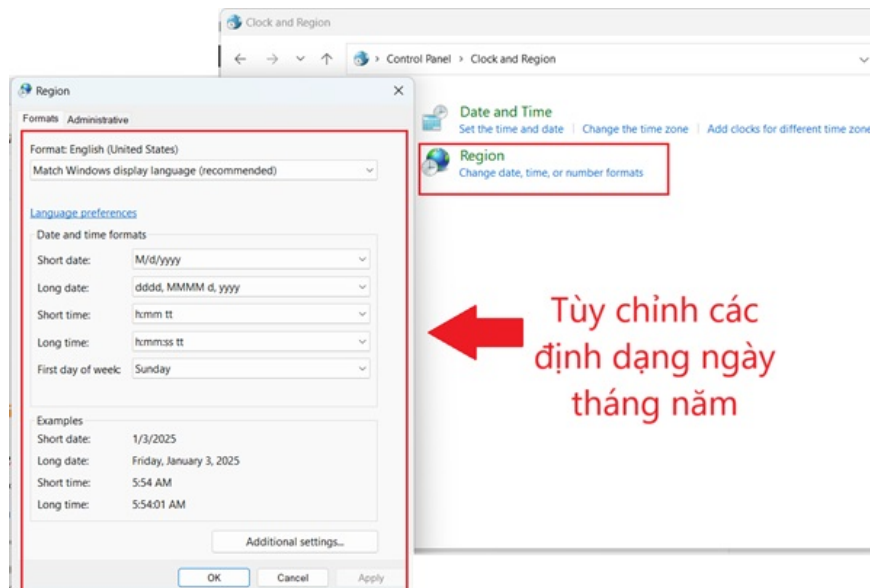 Clock and Region
Control Panel > Clock and Region
Date and Time
Set the time and date | Change the time zone | Add clocks for different time zone
Region
Change date, time, or number formats
Region
Formats Administrative
Format: English (United States)
Match Windows display language (recommended)
Language preferences
Date and time formats
Short date: M/d/yyyy
Long date: dddd, MMMM d, yyyy
Short time: h:mm tt
Long time: h:mm:ss tt
First day of week: Sunday
Examples
Short date: 1/3/2025
Long date: Friday, January 3, 2025
Short time: 5:54 AM
Long time: 5:54:01 AM
Additional settings...
OK Cancel Apply
Tùy chỉnh các
định dạng ngày
tháng năm